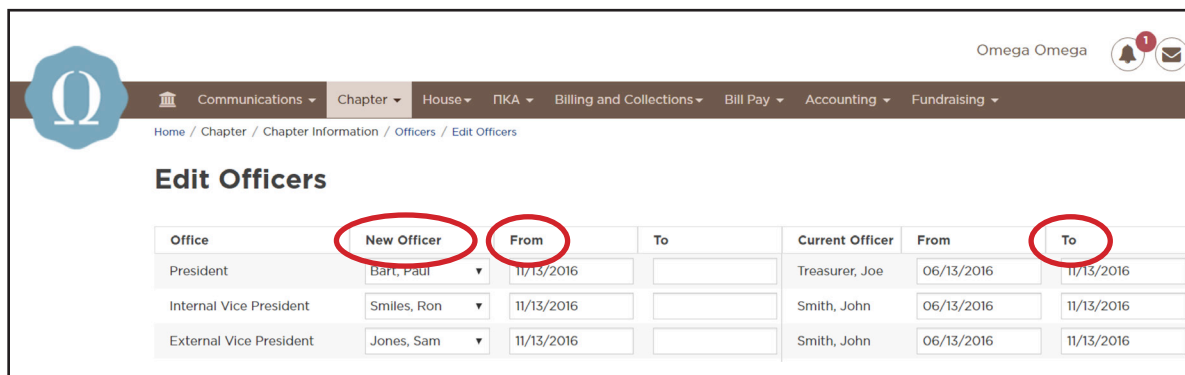 Omega Omega 1
Ω
Communications Chapter House ΠΚΑ Billing and Collections Bill Pay Accounting Fundraising
Home / Chapter / Chapter Information / Officers / Edit Officers
Edit Officers
Office New Officer From To Current Officer From To
President Bart, Paul 11/13/2016 Treasurer, Joe 06/13/2016 11/13/2016
Internal Vice President Smiles, Ron 11/13/2016 Smith, John 06/13/2016 11/13/2016
External Vice President Jones, Sam 11/13/2016 Smith, John 06/13/2016 11/13/2016